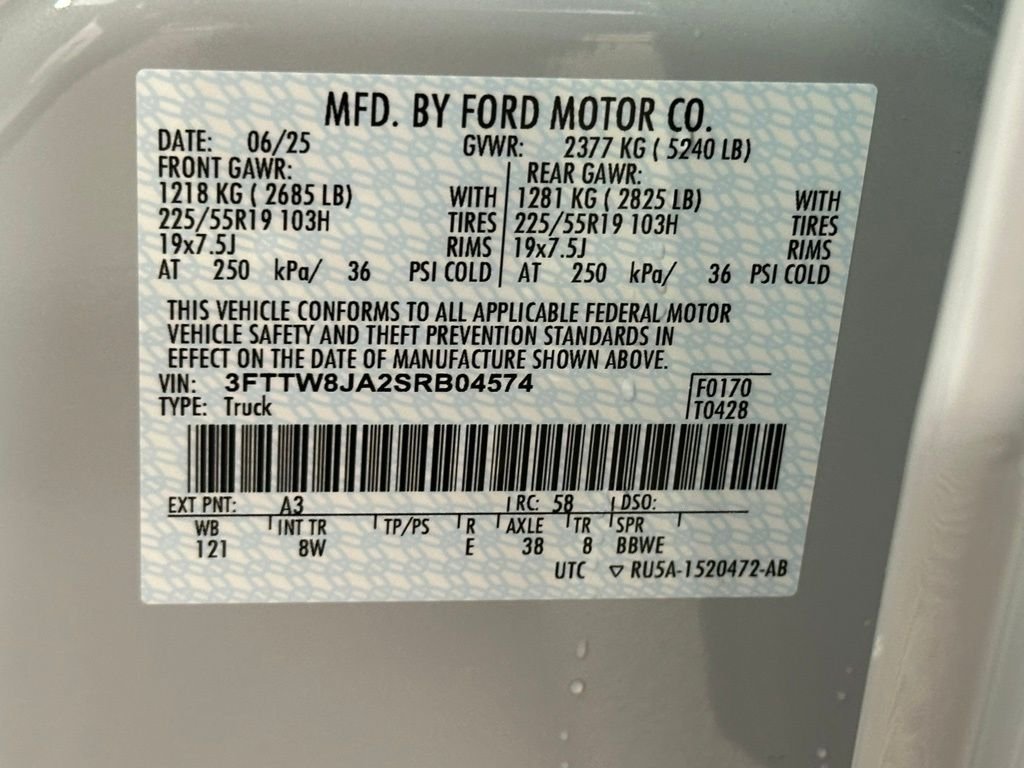 MFD. BY FORD MOTOR CO.
DATE: 06/25 GVWR: 2377 KG ( 5240 LB)
FRONT GAWR: REAR GAWR:
1218 KG ( 2685 LB) WITH 1281 KG ( 2825 LB) WITH
225/55R19 103H TIRES 225/55R19 103H TIRES
19x7.5J RIMS 19x7.5J RIMS
AT 250 kPa/ 36 PSI COLD AT 250 kPa/ 36 PSI COLD
THIS VEHICLE CONFORMS TO ALL APPLICABLE FEDERAL MOTOR
VEHICLE SAFETY AND THEFT PREVENTION STANDARDS IN
EFFECT ON THE DATE OF MANUFACTURE SHOWN ABOVE.
VIN: 3FTTW8JA2SRB04574 F0170
TYPE: Truck T0428
EXT PNT: A3 RC: 58 DSO:
WB INT TR TP/PS R AXLE TR SPR
121 8W E 38 8 BBWE
UTC ▽ RU5A-1520472-AB